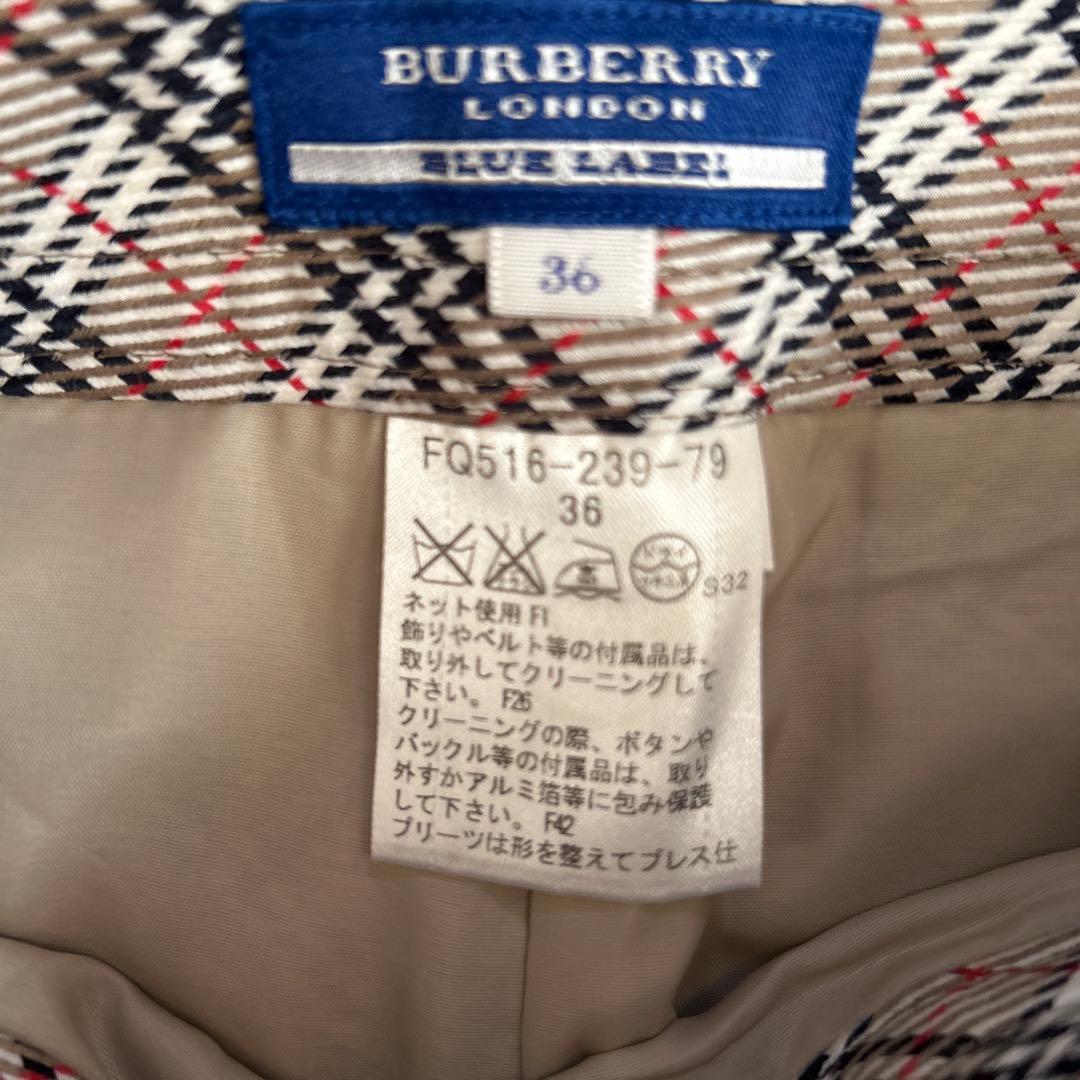 BURBERRY
LONDON
BLUE LABEL
36
FQ516-239-79
36
高
ドライ
S32
ネット使用 F1
飾りやベルト等の付属品は、
取り外してクリーニングして
下さい。 F26
クリーニングの際、ボタンや
バックル等の付属品は、取り
外すかアルミ箔等に包み保護
して下さい。 F42
プリーツは形を整えてプレス仕